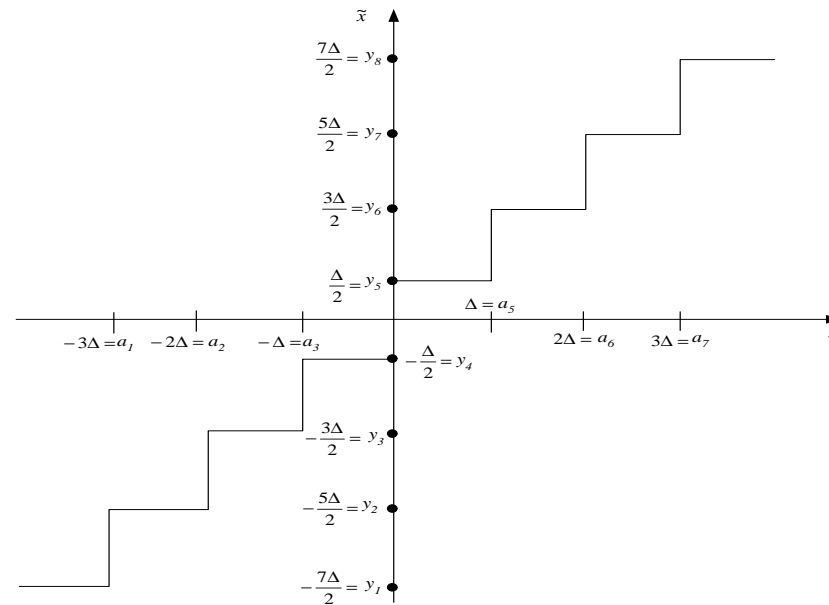 x̃
7Δ/2 = y₈
5Δ/2 = y₇
3Δ/2 = y₆
Δ/2 = y₅
Δ = a₅
−3Δ = a₁ −2Δ = a₂ −Δ = a₃ 2Δ = a₆ 3Δ = a₇
−Δ/2 = y₄
−3Δ/2 = y₃
−5Δ/2 = y₂
−7Δ/2 = y₁